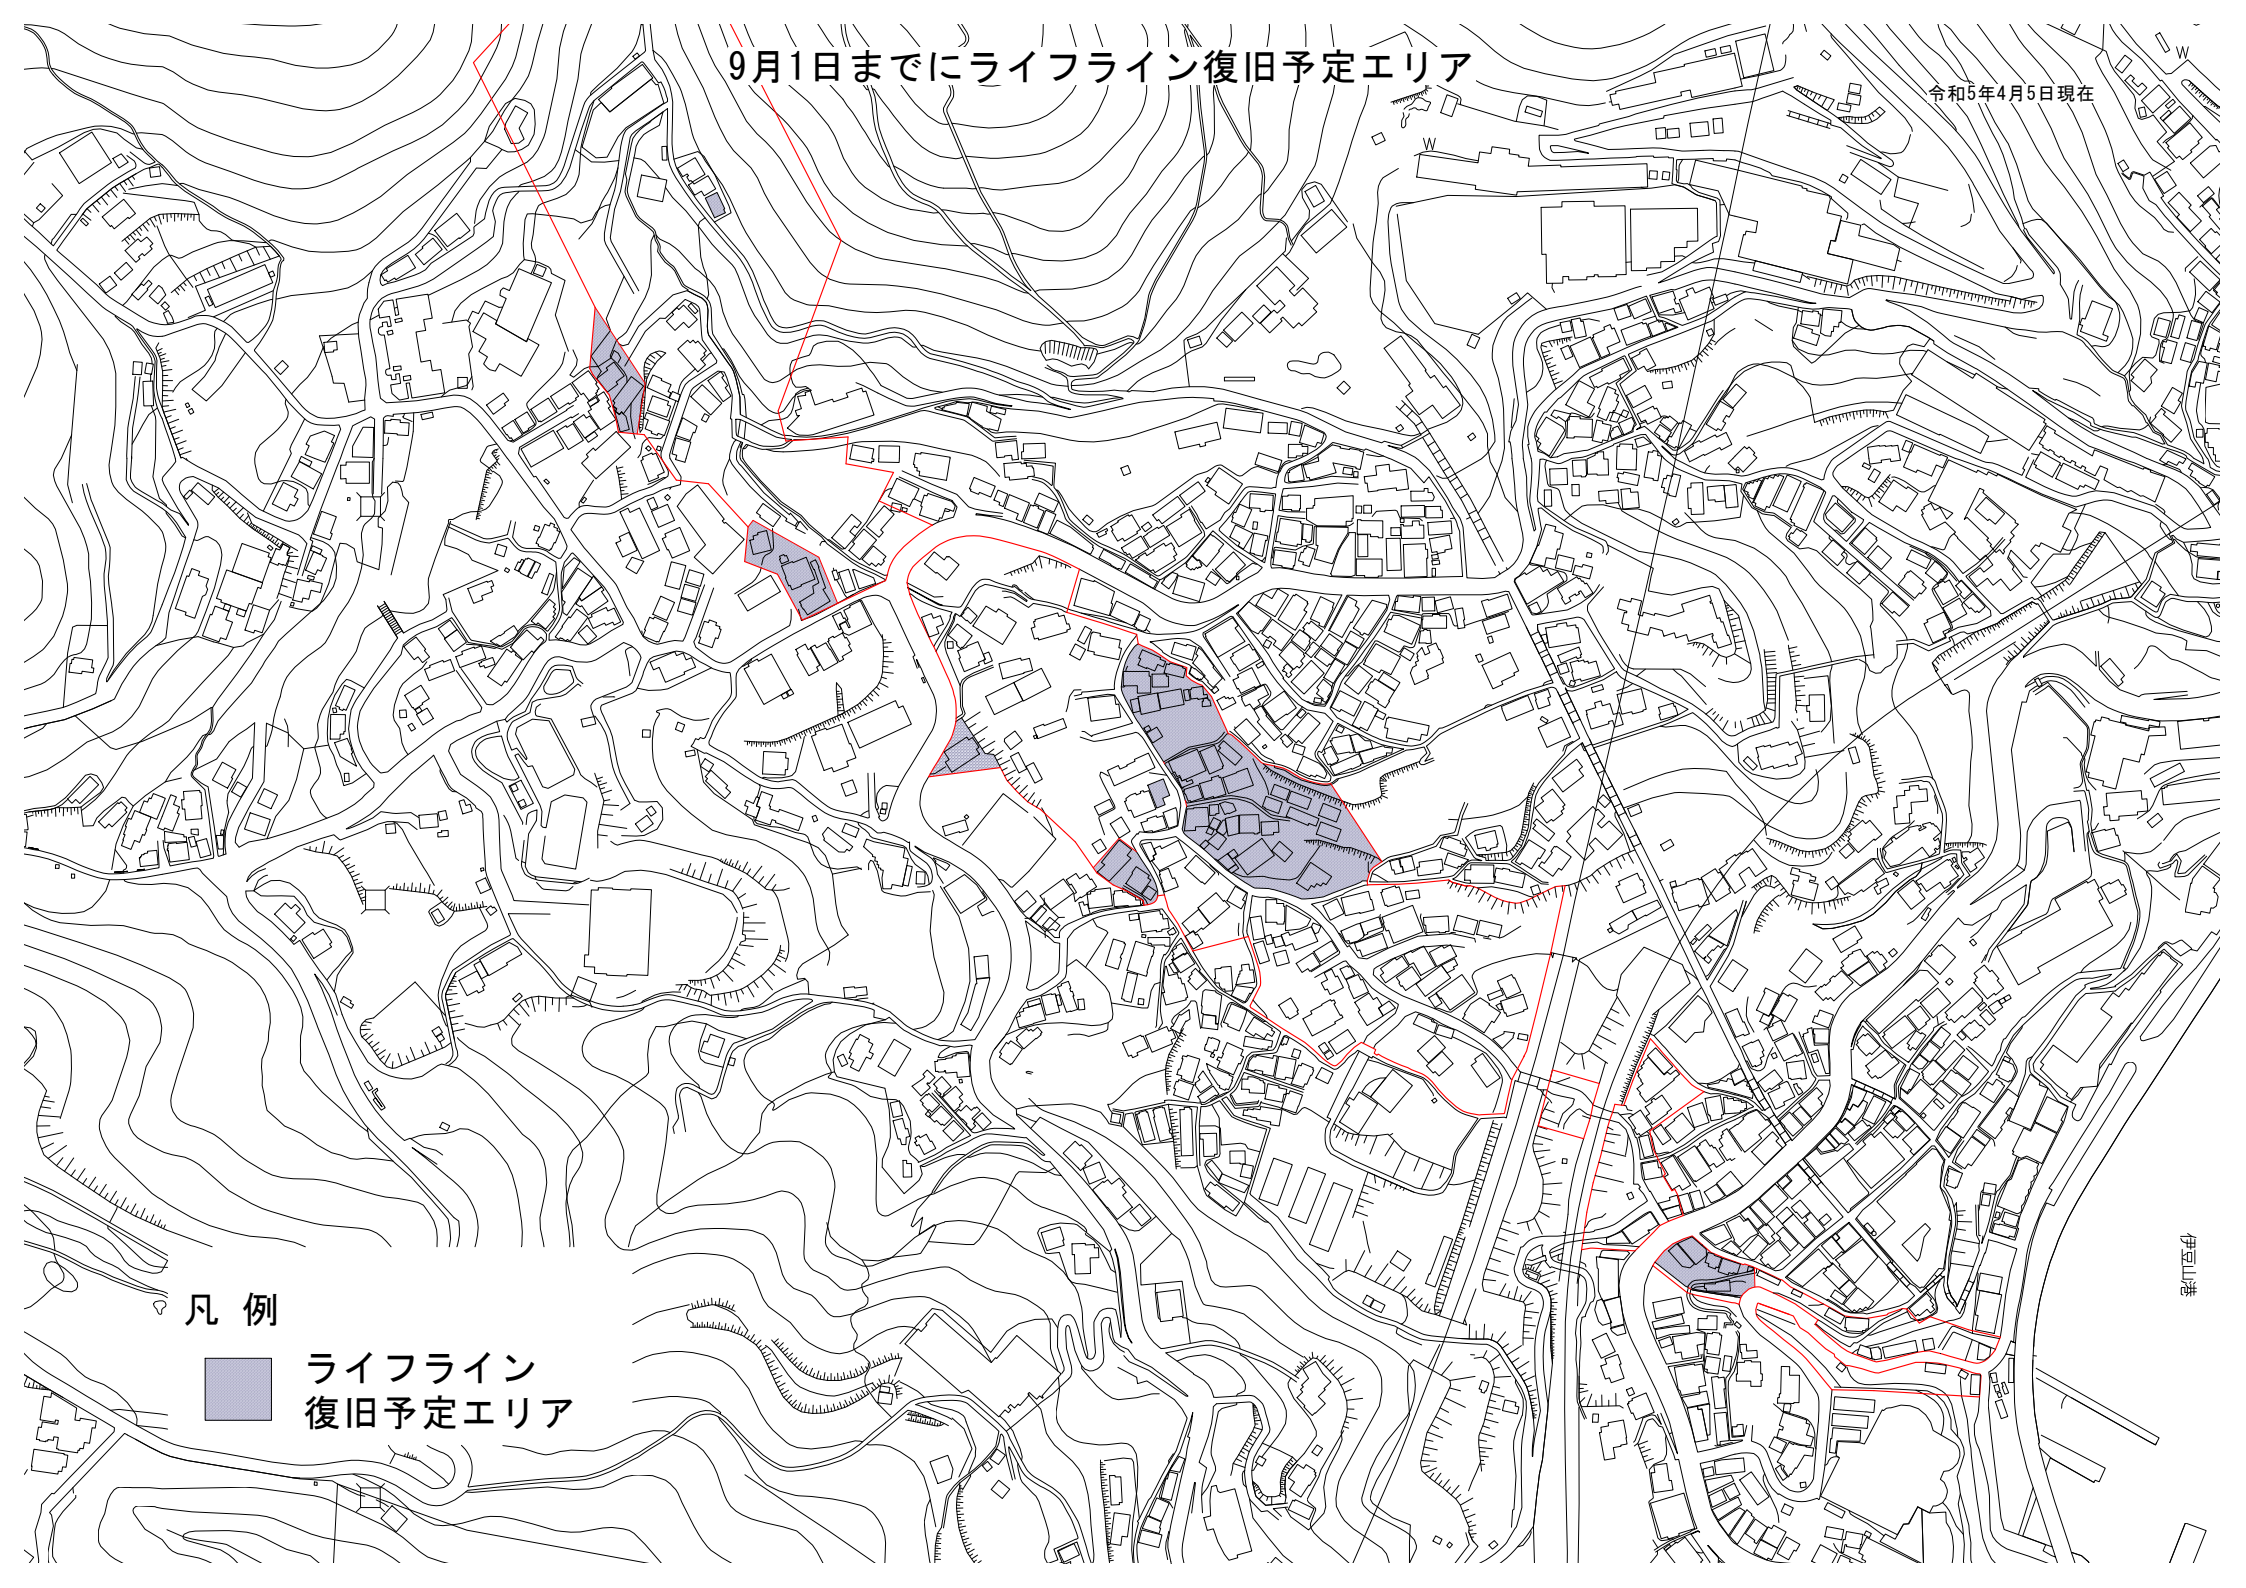 9月1日までにライフライン復旧予定エリア
令和5年4月5日現在
W
W
伊豆山港
凡 例
ライフライン
復旧予定エリア